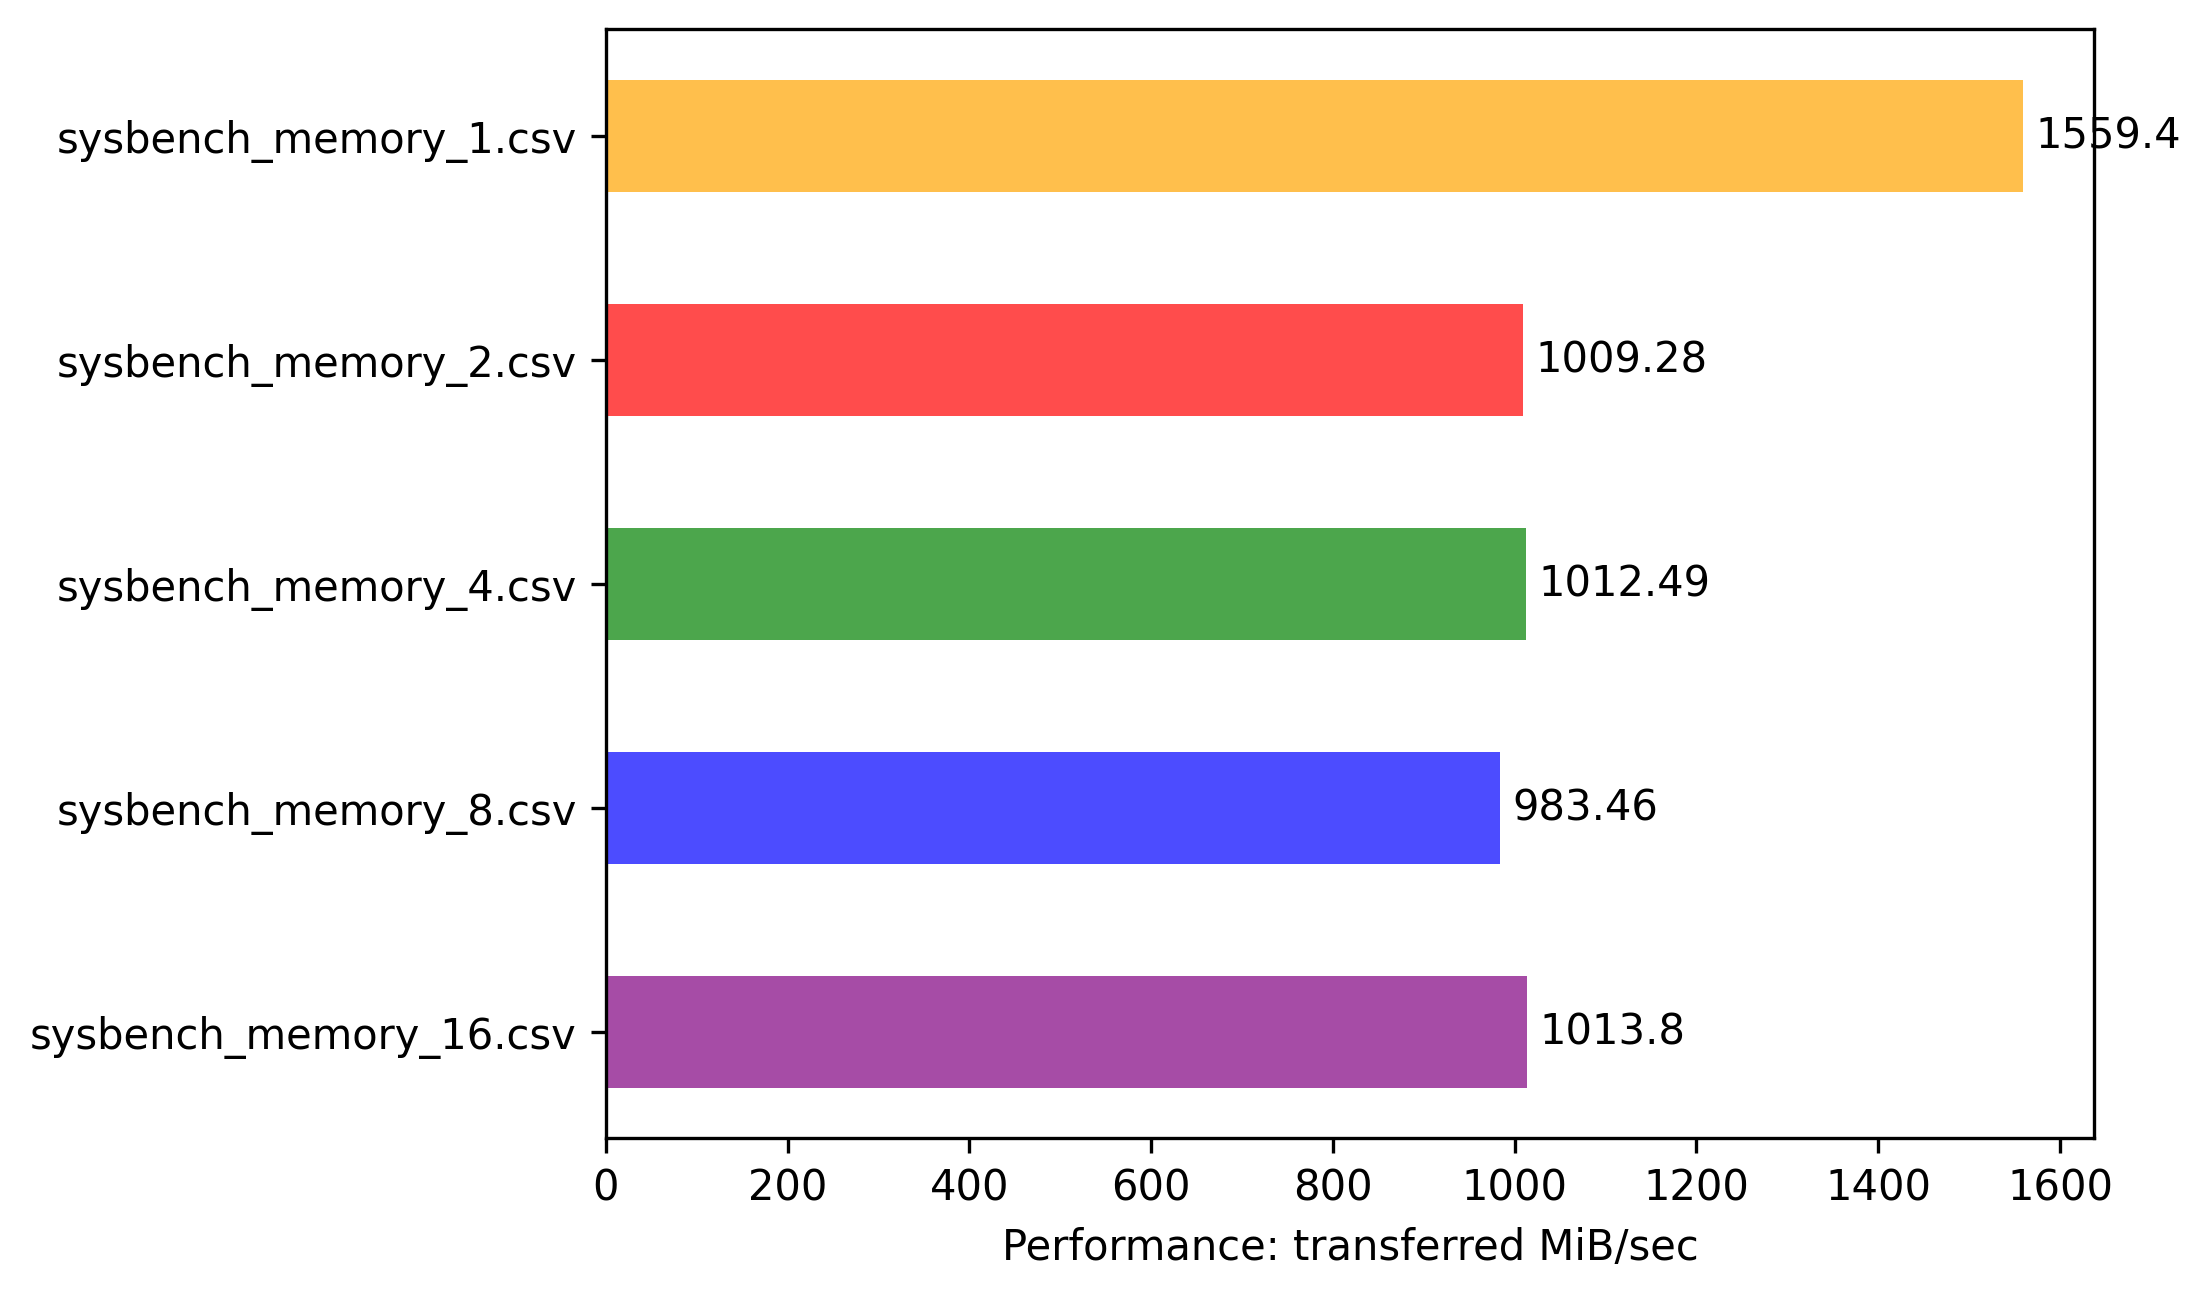 sysbench_memory_1.csv
1559.4
sysbench_memory_2.csv
1009.28
sysbench_memory_4.csv
1012.49
sysbench_memory_8.csv
983.46
sysbench_memory_16.csv
1013.8
0 200 400 600 800 1000 1200 1400 1600
Performance: transferred MiB/sec